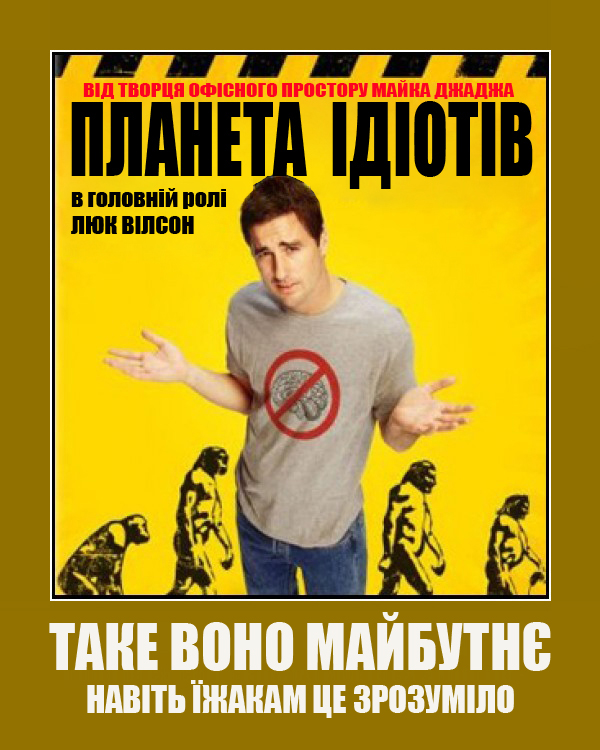 ВІД ТВОРЦЯ ОФІСНОГО ПРОСТОРУ МАЙКА ДЖАДЖА
ПЛАНЕТА ІДІОТІВ
в головній ролі
ЛЮК ВІЛСОН
ТАКЕ ВОНО МАЙБУТНЄ
НАВІТЬ ЇЖАКАМ ЦЕ ЗРОЗУМІЛО